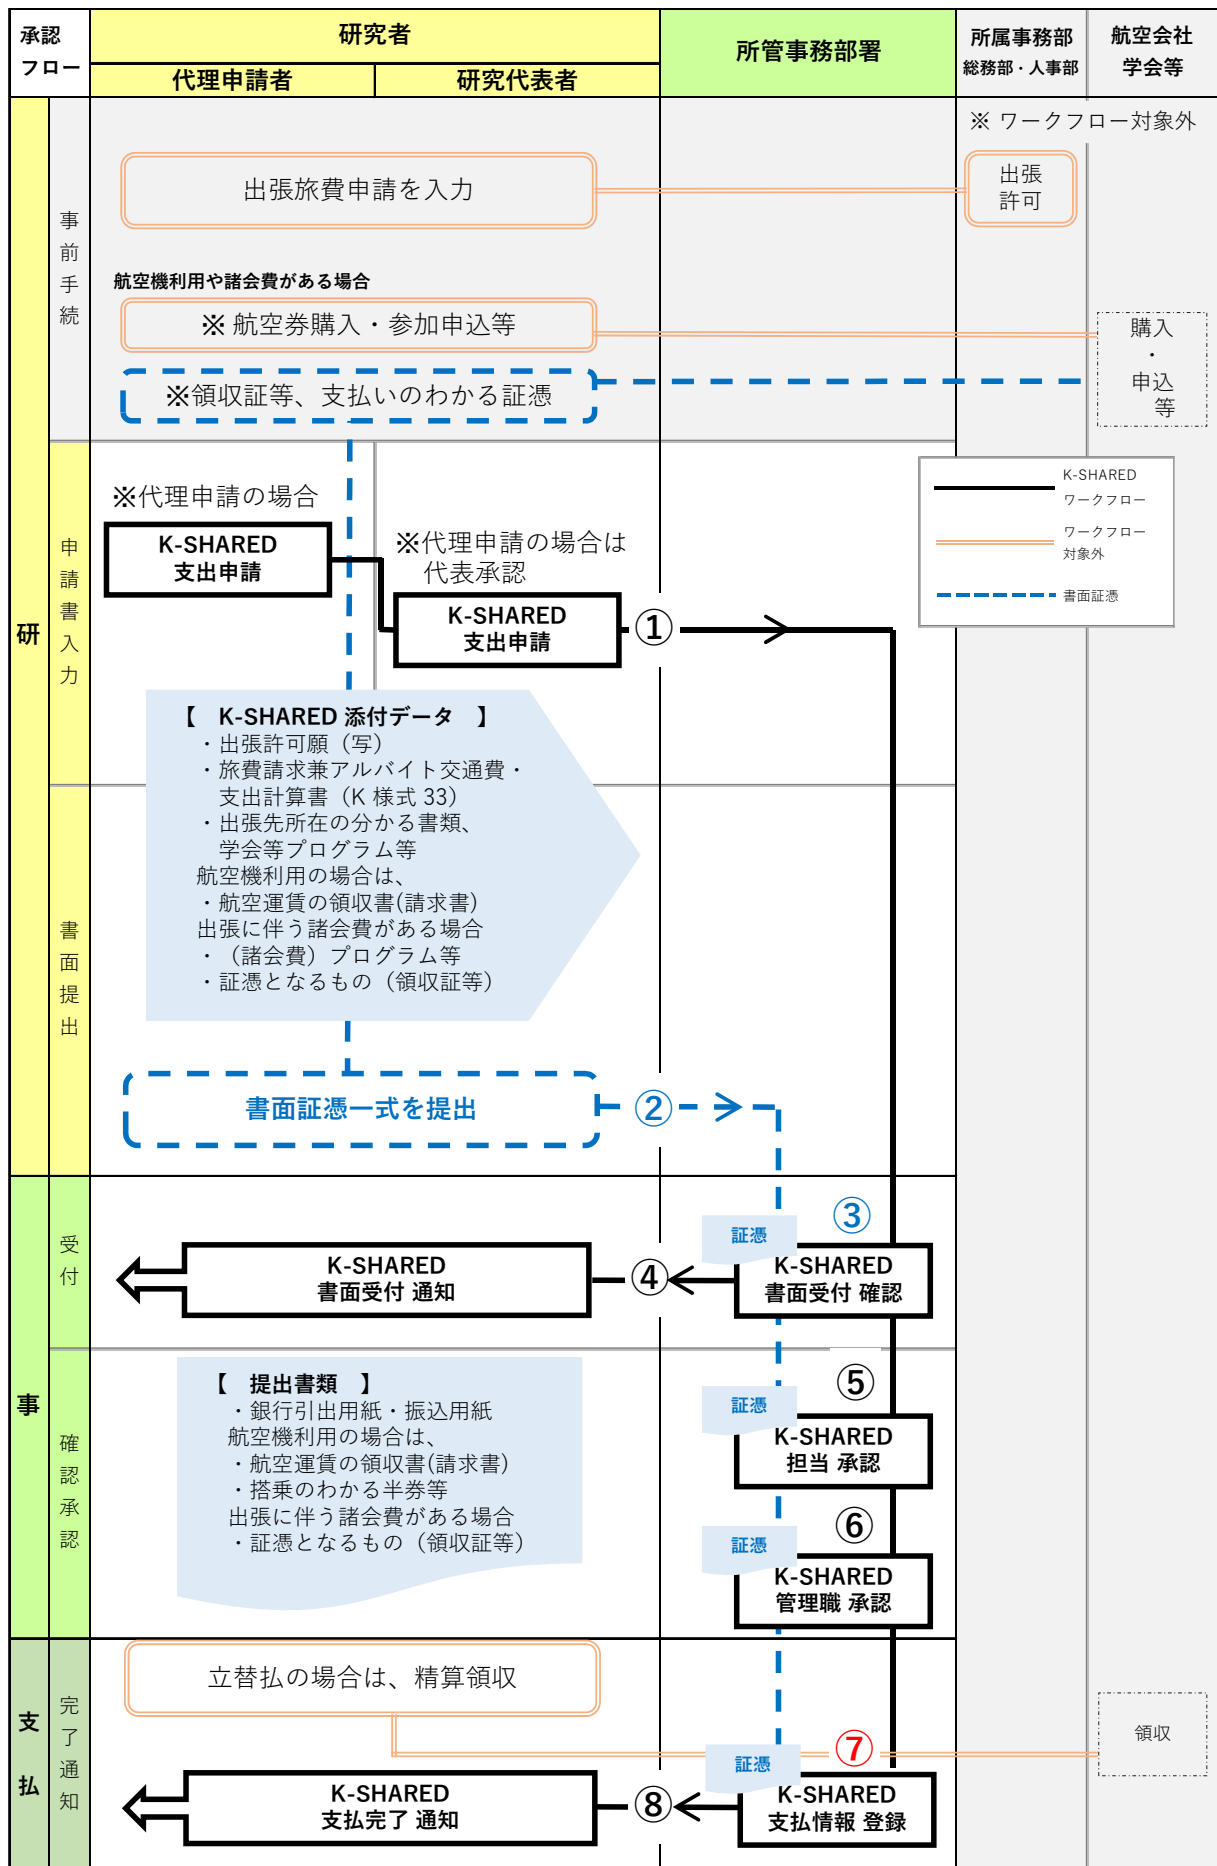 承認
フロー
研究者
代理申請者
研究代表者
所管事務部署
所属事務部
総務部・人事部
航空会社
学会等
※ ワークフロー対象外
研
事前手続
出張旅費申請を入力
出張
許可
航空機利用や諸会費がある場合
※ 航空券購入・参加申込等
※領収証等、支払いのわかる証憑
購入
・
申込
等
申請書入力
※代理申請の場合
K-SHARED
支出申請
※代理申請の場合は
代表承認
K-SHARED
支出申請
①
K-SHARED
ワークフロー
ワークフロー
対象外
書面証憑
【 K-SHARED 添付データ 】
・出張許可願（写）
・旅費請求兼アルバイト交通費・
支出計算書（K 様式 33）
・出張先所在の分かる書類、
学会等プログラム等
航空機利用の場合は、
・航空運賃の領収書(請求書)
出張に伴う諸会費がある場合
・（諸会費）プログラム等
・証憑となるもの（領収証等）
書面提出
書面証憑一式を提出
②
事
受付
③
証憑
K-SHARED
書面受付 確認
④
K-SHARED
書面受付 通知
確認承認
【 提出書類 】
・銀行引出用紙・振込用紙
航空機利用の場合は、
・航空運賃の領収書(請求書)
・搭乗のわかる半券等
出張に伴う諸会費がある場合
・証憑となるもの（領収証等）
⑤
証憑
K-SHARED
担当 承認
⑥
証憑
K-SHARED
管理職 承認
支払
完了通知
立替払の場合は、精算領収
領収
⑦
証憑
K-SHARED
支払情報 登録
⑧
K-SHARED
支払完了 通知